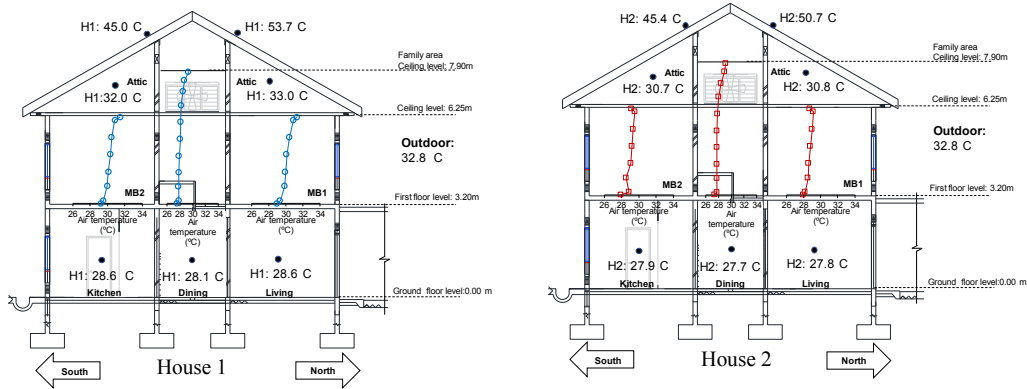 H1: 45.0 C
H1: 53.7 C
Family area
Ceiling level: 7,90m
Attic
Attic
H1:32.0 C
H1: 33.0 C
Ceiling level: 6.25m
Outdoor:
32.8 C
MB2
MB1
First floor level: 3.20m
26 28 30 32 34
26 28 30 32 34
26 28 30 32 34
Air temperature
(ºC)
Air
temperature
(ºC)
Air temperature
(ºC)
H1: 28.6 C
H1: 28.1 C
H1: 28.6 C
Kitchen
Dining
Living
Ground floor level:0.00 m
South
House 1
North
H2: 45.4 C
H2:50.7 C
Family area
Ceiling level: 7.90m
Attic
Attic
H2: 30.7 C
H2: 30.8 C
Ceiling level: 6.25m
Outdoor:
32.8 C
MB2
MB1
First floor level: 3.20m
26 28 30 32 34
26 28 30 32 34
26 28 30 32 34
Air temperature
(ºC)
Air
temperature
(ºC)
Air temperature
(ºC)
H2: 27.9 C
H2: 27.7 C
H2: 27.8 C
Kitchen
Dining
Living
Ground floor level:0.00 m
South
House 2
North